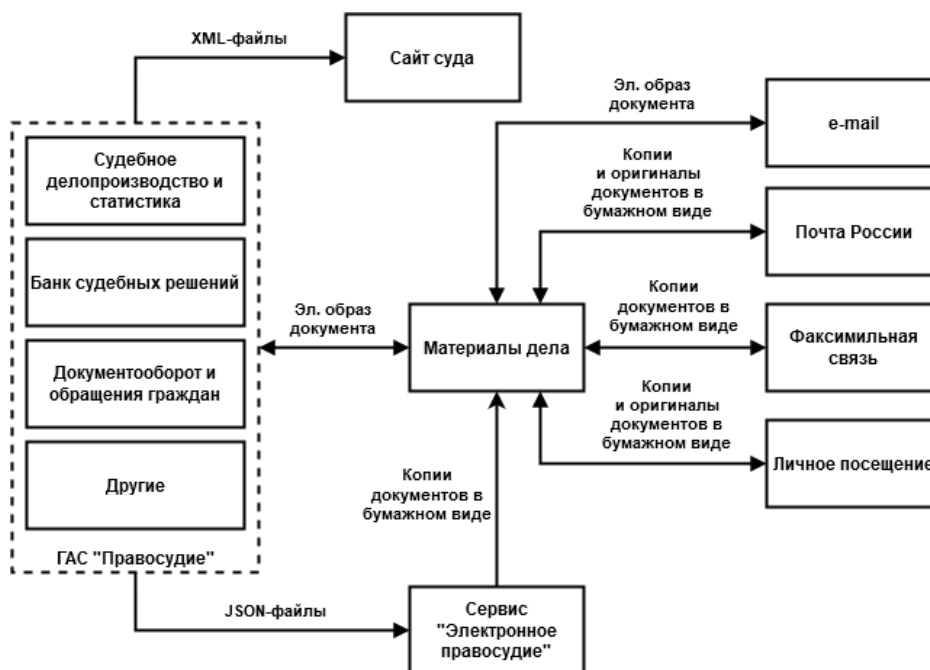 XML-файлы
Сайт суда
Эл. образ
документа
e-mail
Судебное
делопроизводство и
статистика
Копии
и оригиналы
документов в
бумажном виде
Почта России
Банк судебных решений
Эл. образ
документа
Материалы дела
Копии
документов в
бумажном виде
Факсимильная
связь
Документооборот и
обращения граждан
Копии
и оригиналы
документов в
бумажном виде
Личное посещение
Другие
Копии
документов в
бумажном виде
ГАС "Правосудие"
JSON-файлы
Сервис
"Электронное
правосудие"